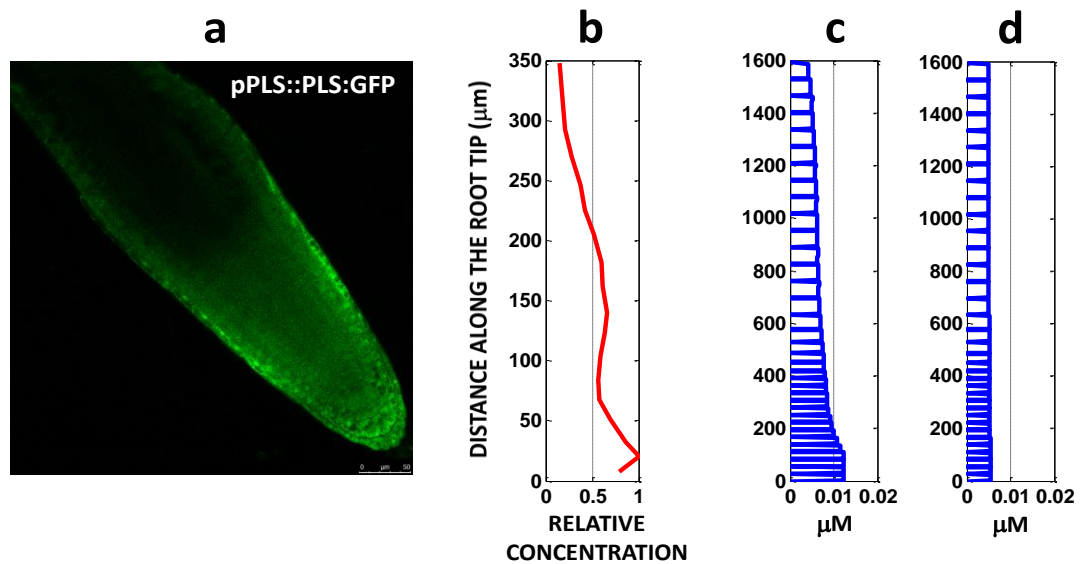 a
pPLS::PLS:GFP
0 µm 50
b
DISTANCE ALONG THE ROOT TIP (µm)
350
300
250
200
150
100
50
0
0 0.5 1
RELATIVE
CONCENTRATION
c
1600
1400
1200
1000
800
600
400
200
0
0 0.01 0.02
µM
d
1600
1400
1200
1000
800
600
400
200
0
0 0.01 0.02
µM